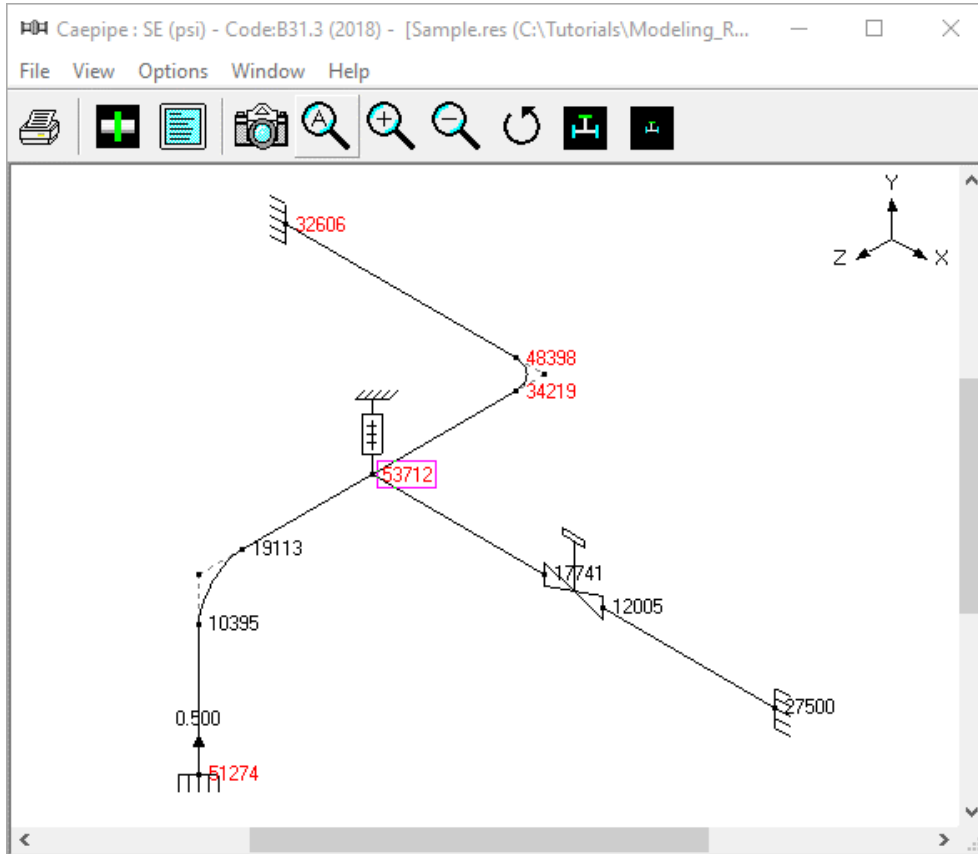 Caepipe : SE (psi) - Code:B31.3 (2018) - [Sample.res (C:\Tutorials\Modeling_R...
File View Options Window Help
A
Y
Z
X
32606
48398
34219
53712
19113
17741
12005
10395
27500
0.500
51274